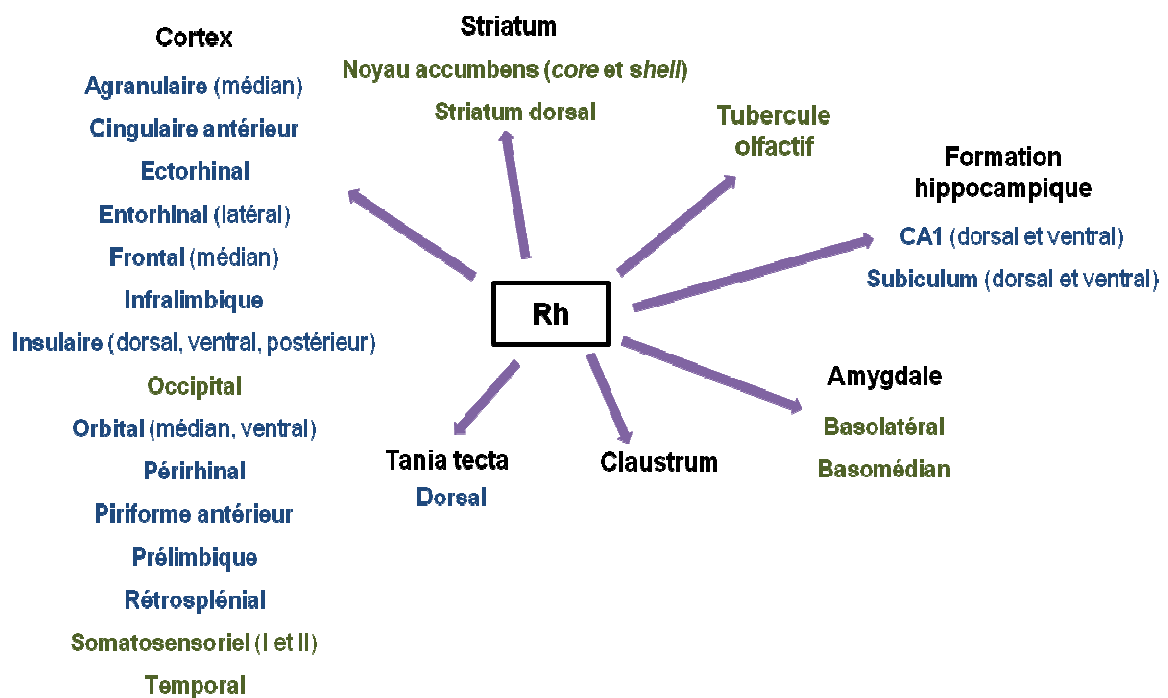 Cortex
Agranulaire (médian)
Cingulaire antérieur
Ectorhinal
Entorhinal (latéral)
Frontal (médian)
Infralimbique
Insulaire (dorsal, ventral, postérieur)
Occipital
Orbital (médian, ventral)
Périrhinal
Piriforme antérieur
Prélimbique
Rétrosplénial
Somatosensoriel (I et II)
Temporal
Striatum
Noyau accumbens (core et shell)
Striatum dorsal
Tubercule
olfactif
Formation
hippocampique
CA1 (dorsal et ventral)
Subiculum (dorsal et ventral)
Rh
Amygdale
Basolatéral
Basomédian
Tania tecta
Dorsal
Claustrum